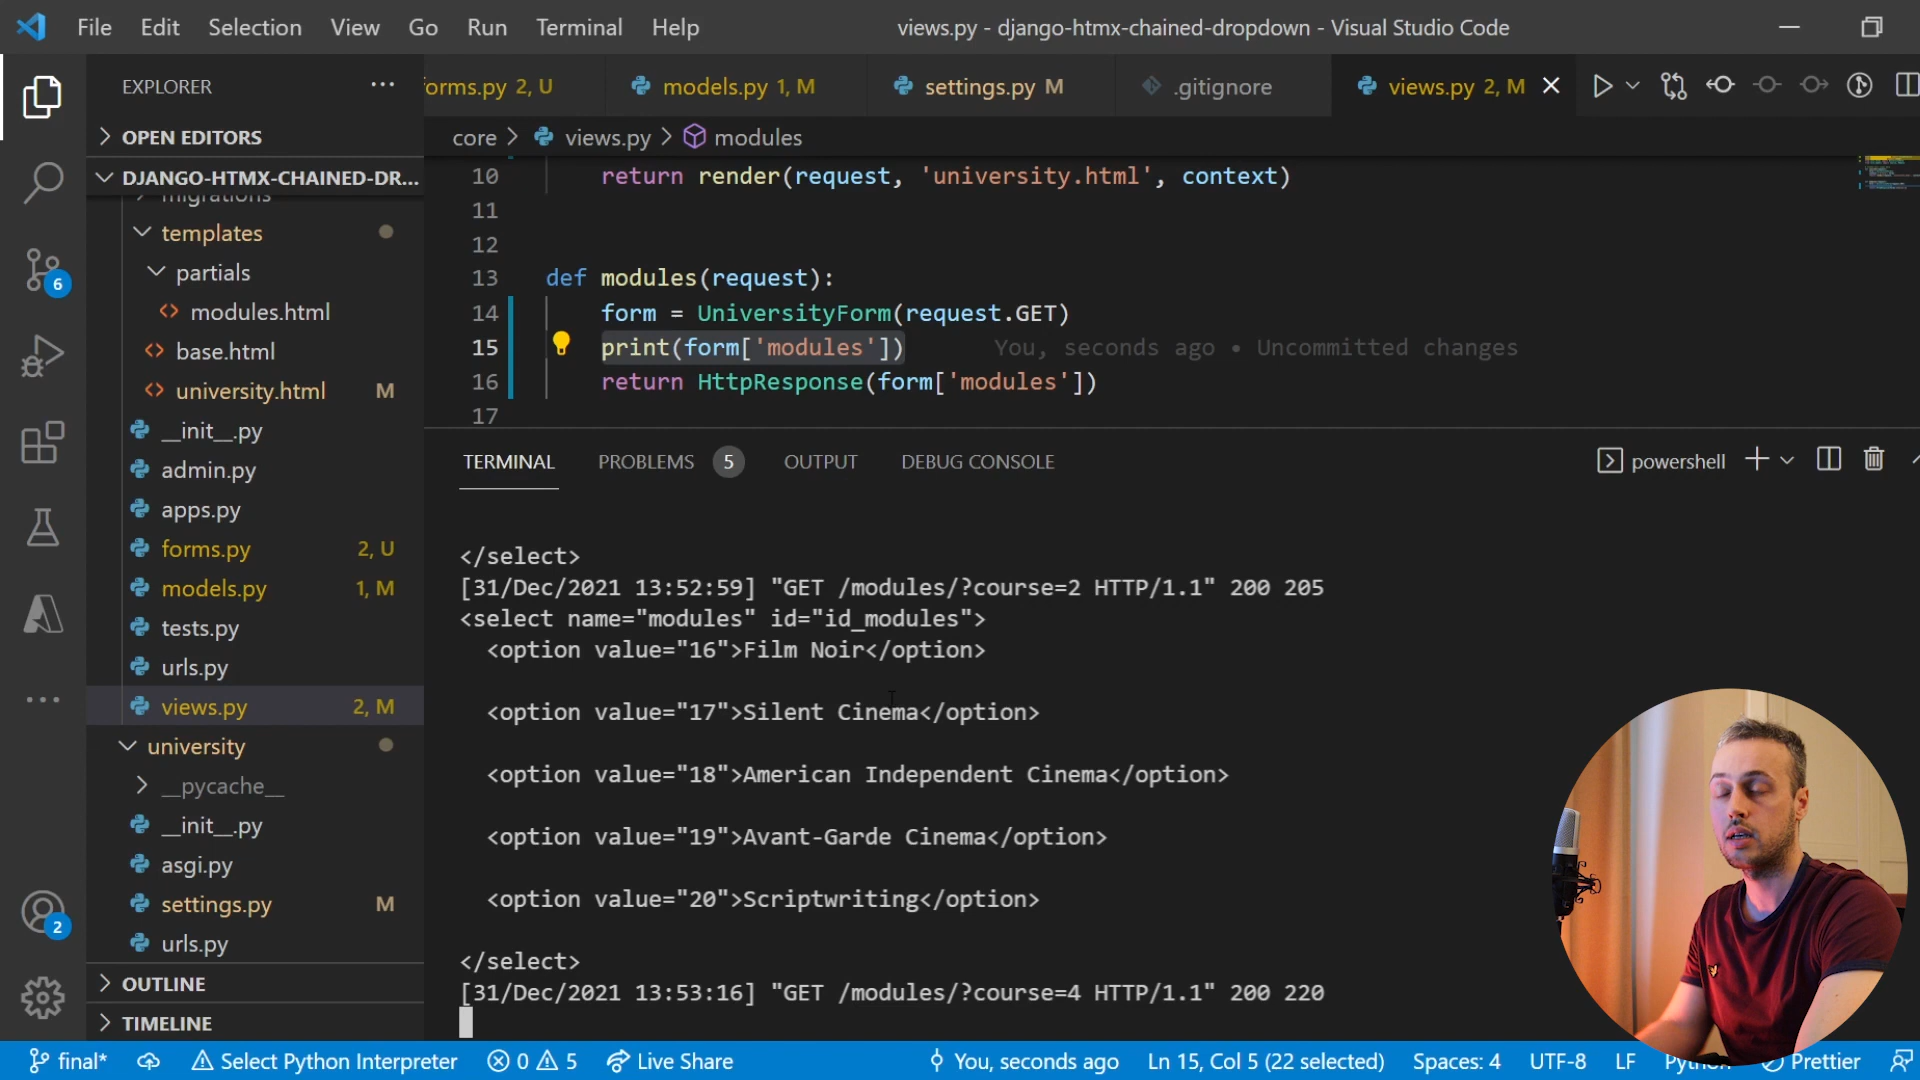 File Edit Selection View Go Run Terminal Help
views.py - django-htmx-chained-dropdown - Visual Studio Code
EXPLORER
OPEN EDITORS
DJANGO-HTMX-CHAINED-DR...
migrations
templates
partials
modules.html
base.html
university.html M
__init__.py
admin.py
apps.py
forms.py 2, U
models.py 1, M
tests.py
urls.py
views.py 2, M
university
__pycache__
__init__.py
asgi.py
settings.py M
urls.py
OUTLINE
TIMELINE
6
2
orms.py 2, U models.py 1, M settings.py M .gitignore views.py 2, M
core > views.py > modules
10 return render(request, 'university.html', context)
11
12
13 def modules(request):
14 form = UniversityForm(request.GET)
15 print(form['modules']) You, seconds ago • Uncommitted changes
16 return HttpResponse(form['modules'])
17
TERMINAL PROBLEMS 5 OUTPUT DEBUG CONSOLE powershell
</select>
[31/Dec/2021 13:52:59] "GET /modules/?course=2 HTTP/1.1" 200 205
<select name="modules" id="id_modules">
<option value="16">Film Noir</option>
<option value="17">Silent Cinema</option>
<option value="18">American Independent Cinema</option>
<option value="19">Avant-Garde Cinema</option>
<option value="20">Scriptwriting</option>
</select>
[31/Dec/2021 13:53:16] "GET /modules/?course=4 HTTP/1.1" 200 220
final* Select Python Interpreter 0 5 Live Share You, seconds ago Ln 15, Col 5 (22 selected) Spaces: 4 UTF-8 LF Python Prettier